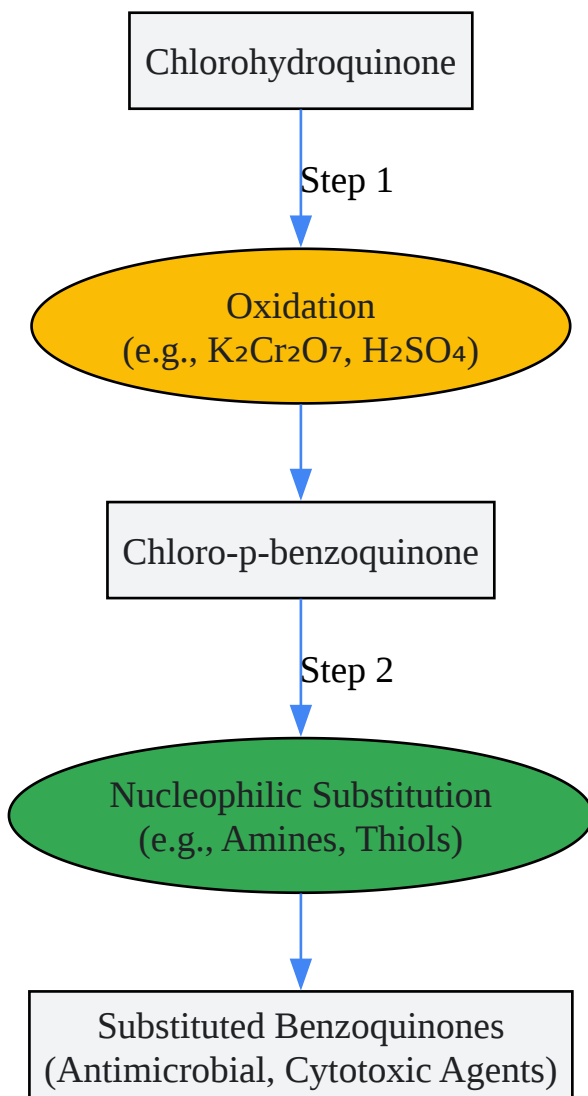 Chlorohydroquinone
Step 1
Oxidation
(e.g., K₂Cr₂O₇, H₂SO₄)
Chloro-p-benzoquinone
Step 2
Nucleophilic Substitution
(e.g., Amines, Thiols)
Substituted Benzoquinones
(Antimicrobial, Cytotoxic Agents)